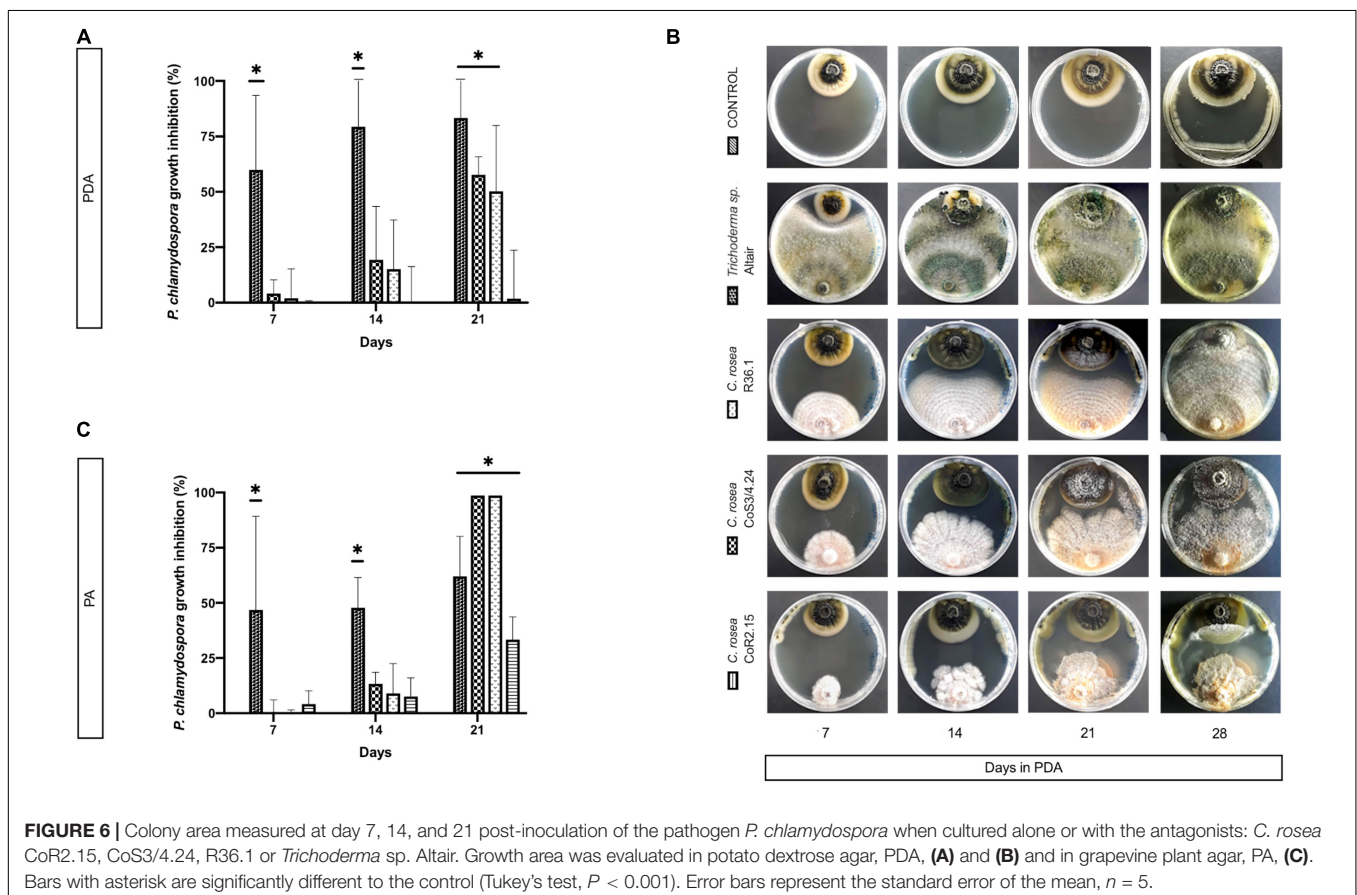 A
PDA
P. chlamydospora growth inhibition (%)
100
75
50
25
0
*
*
*
7
14
21
Days
B
CONTROL
Trichoderma sp.
Altair
C. rosea
R36.1
C. rosea
CoS3/4.24
C. rosea
CoR2.15
7
14
21
28
Days in PDA
C
PA
P. chlamydospora growth inhibition (%)
100
75
50
25
0
*
*
*
7
14
21
Days
FIGURE 6 | Colony area measured at day 7, 14, and 21 post-inoculation of the pathogen P. chlamydospora when cultured alone or with the antagonists: C. rosea
CoR2.15, CoS3/4.24, R36.1 or Trichoderma sp. Altair. Growth area was evaluated in potato dextrose agar, PDA, (A) and (B) and in grapevine plant agar, PA, (C).
Bars with asterisk are significantly different to the control (Tukey's test, P < 0.001). Error bars represent the standard error of the mean, n = 5.